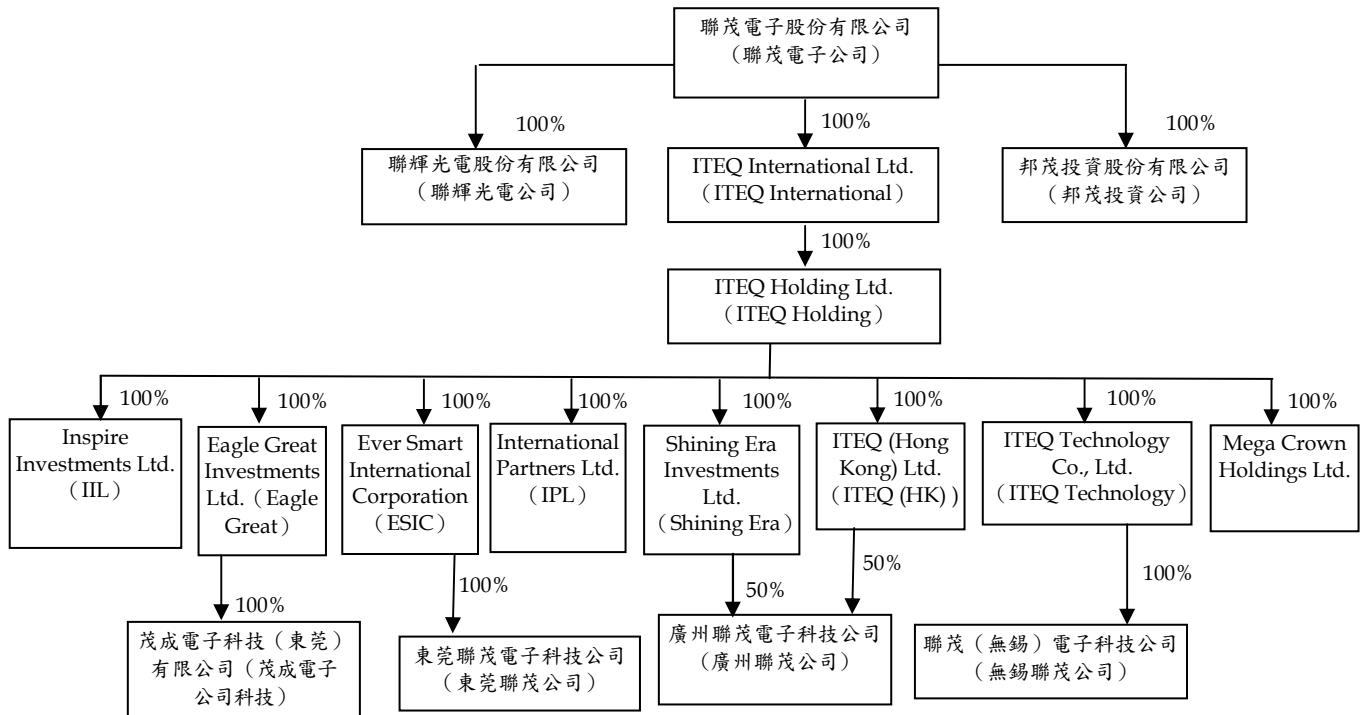 聯茂電子股份有限公司
（聯茂電子公司）
100%
100%
100%
聯輝光電股份有限公司
（聯輝光電公司）
ITEQ International Ltd.
（ITEQ International）
邦茂投資股份有限公司
（邦茂投資公司）
100%
ITEQ Holding Ltd.
（ITEQ Holding）
100%
100%
100%
100%
100%
100%
100%
100%
Inspire
Investments Ltd.
（IIL）
Eagle Great
Investments
Ltd.（Eagle
Great）
Ever Smart
International
Corporation
（ESIC）
International
Partners Ltd.
（IPL）
Shining Era
Investments
Ltd.
（Shining Era）
ITEQ (Hong
Kong) Ltd.
（ITEQ (HK)）
ITEQ Technology
Co., Ltd.
（ITEQ Technology）
Mega Crown
Holdings Ltd.
100%
100%
50%
50%
100%
茂成電子科技（東莞）
有限公司（茂成電子
公司科技）
東莞聯茂電子科技公司
（東莞聯茂公司）
廣州聯茂電子科技公司
（廣州聯茂公司）
聯茂（無錫）電子科技公司
（無錫聯茂公司）